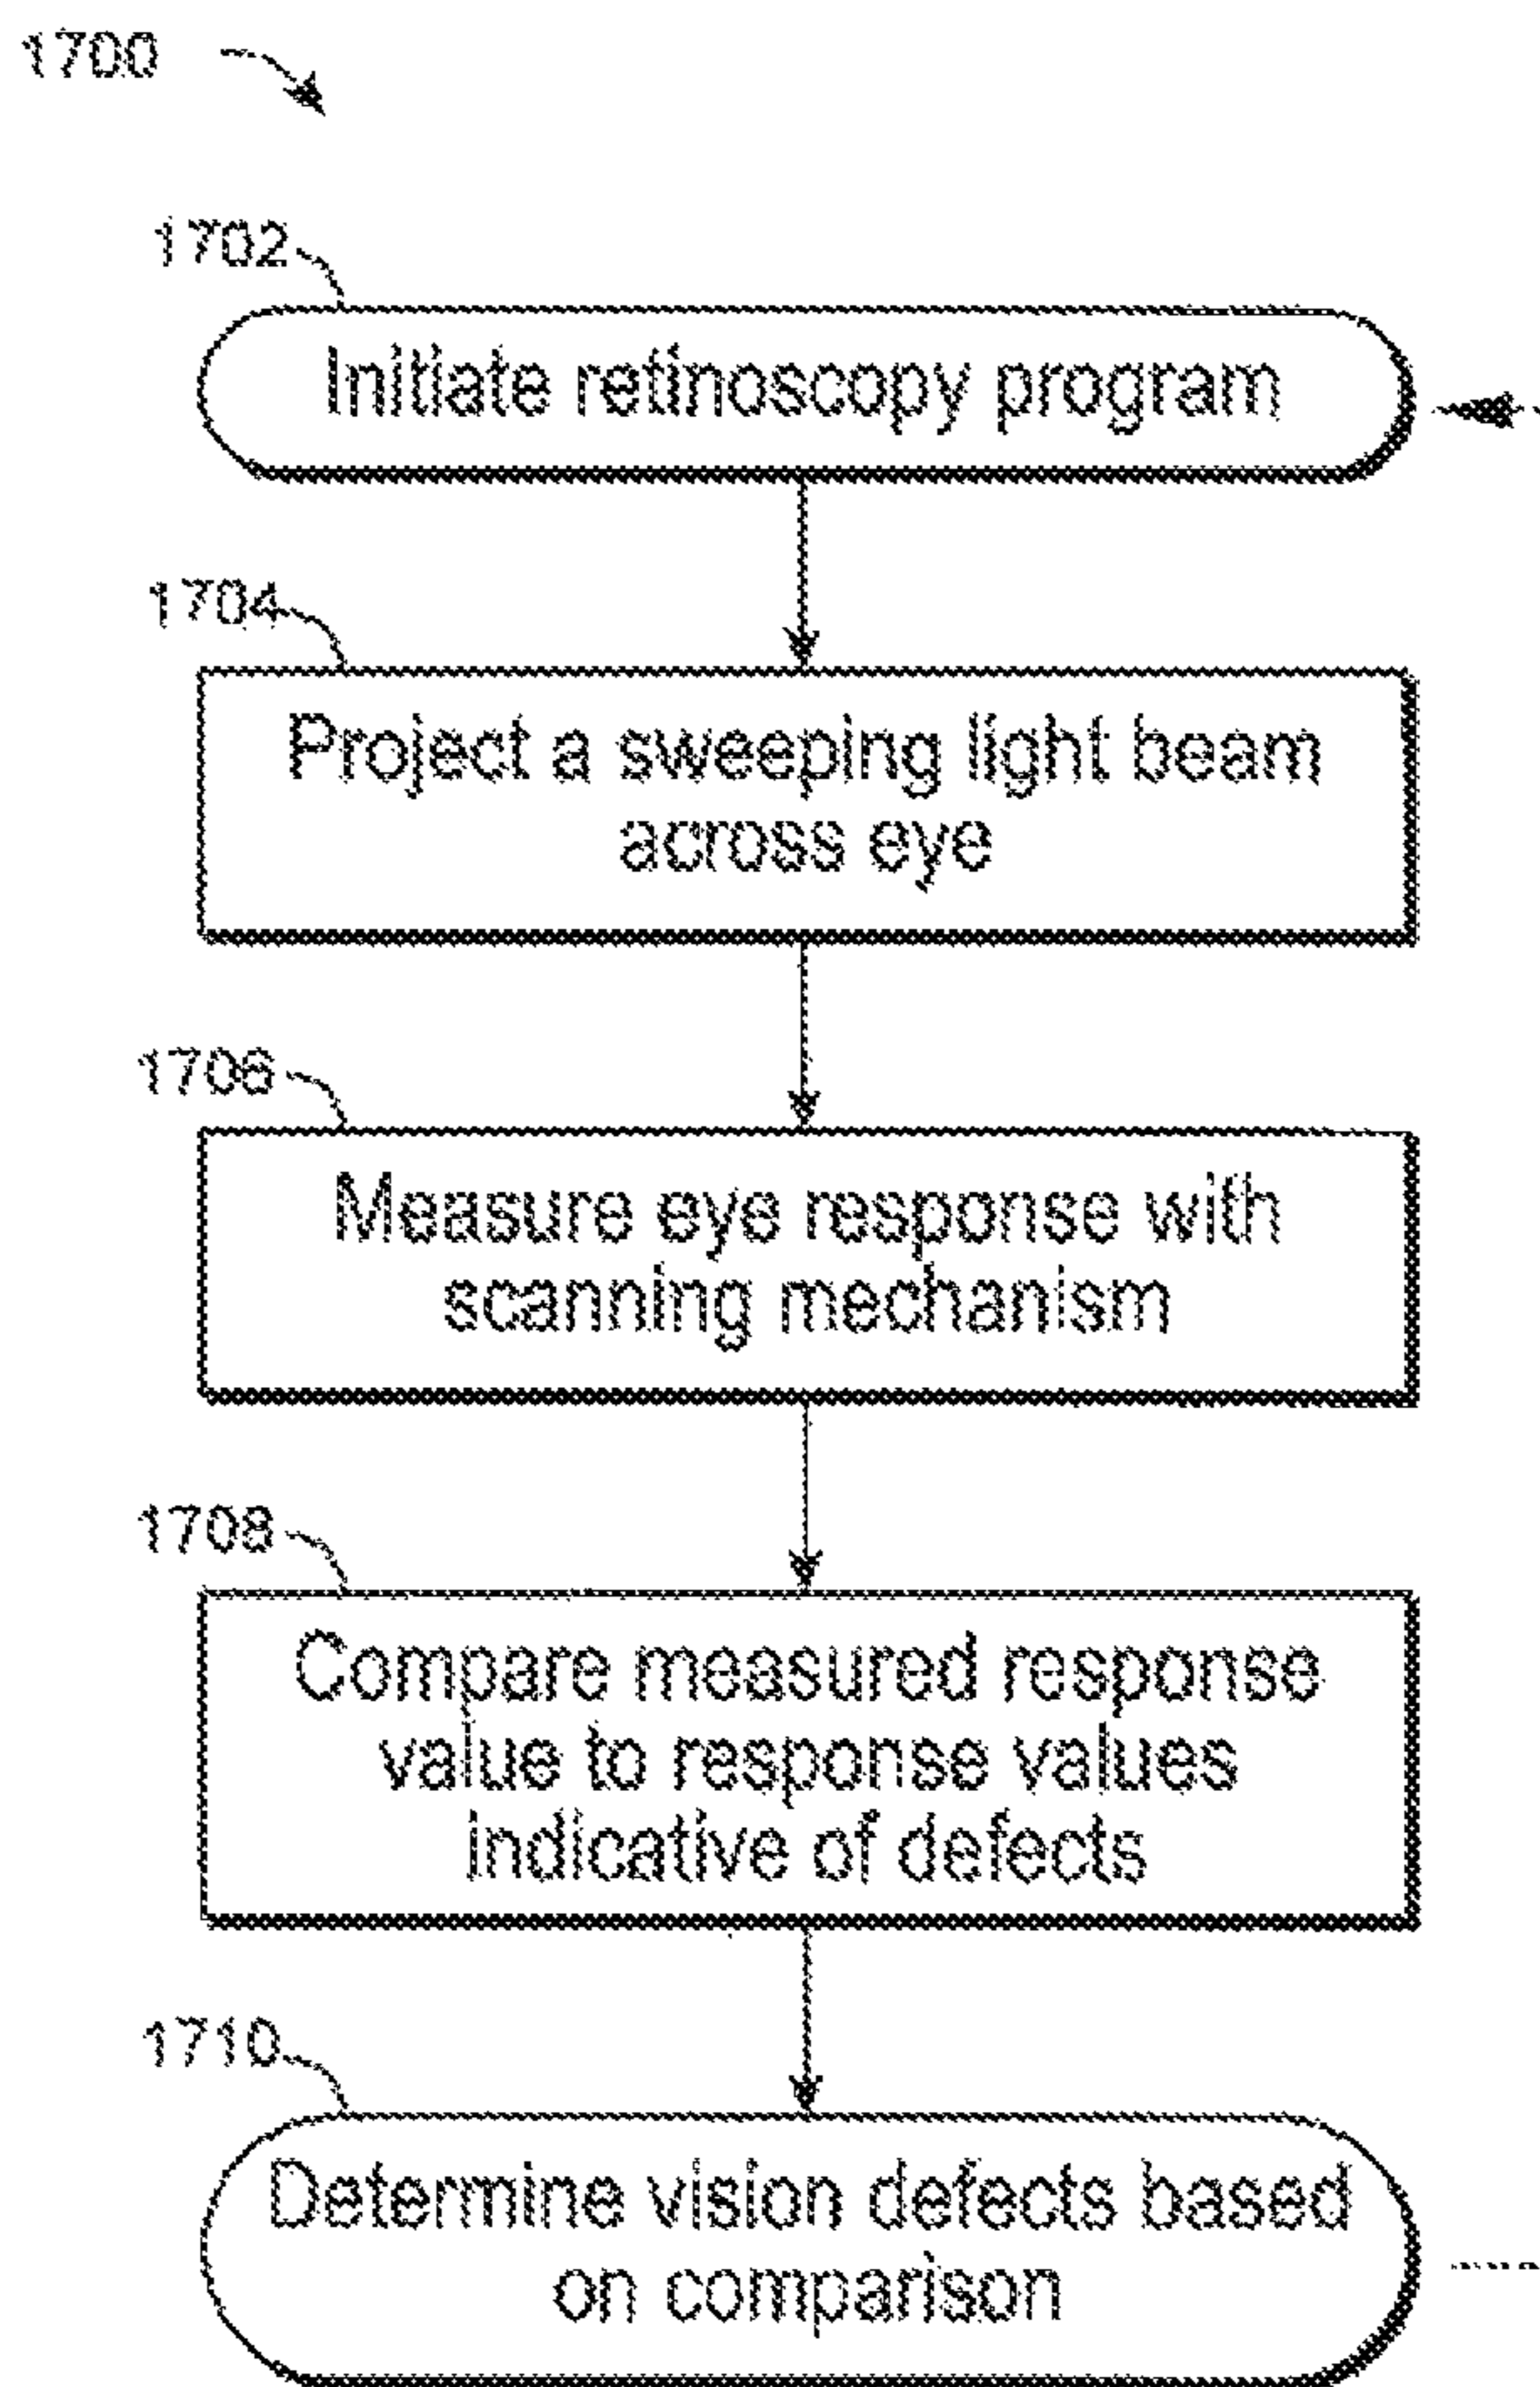 1700
1702
Initiate retinoscopy program
1704
Project a sweeping light beam
across eye
1706
Measure eye response with
scanning mechanism
1708
Compare measured response
value to response values
indicative of defects
1710
Determine vision defects based
on comparison